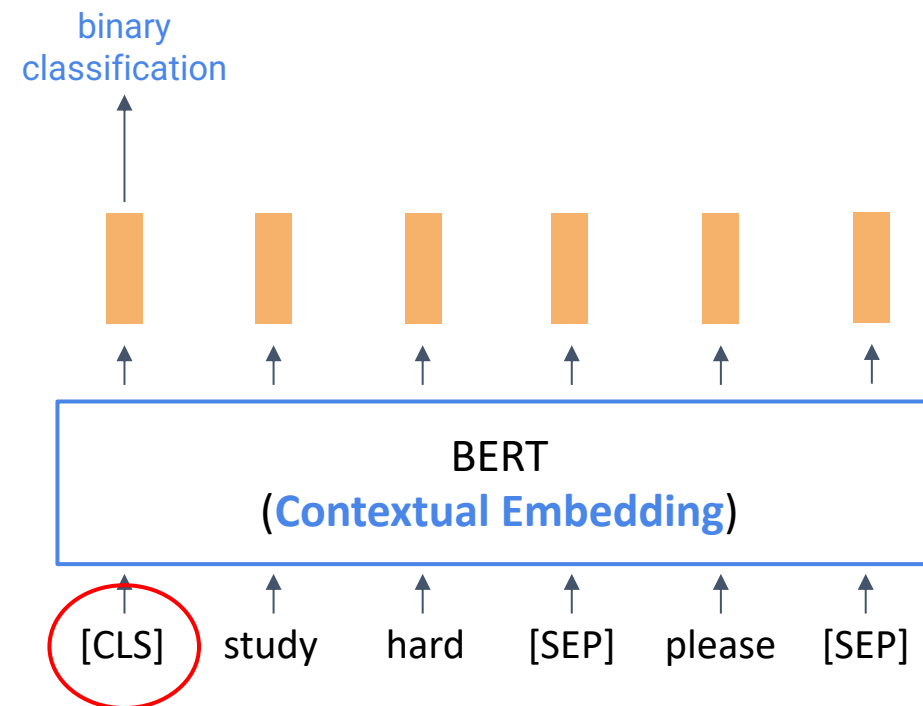 binary
classification
BERT
(Contextual Embedding)
[CLS] study hard [SEP] please [SEP]